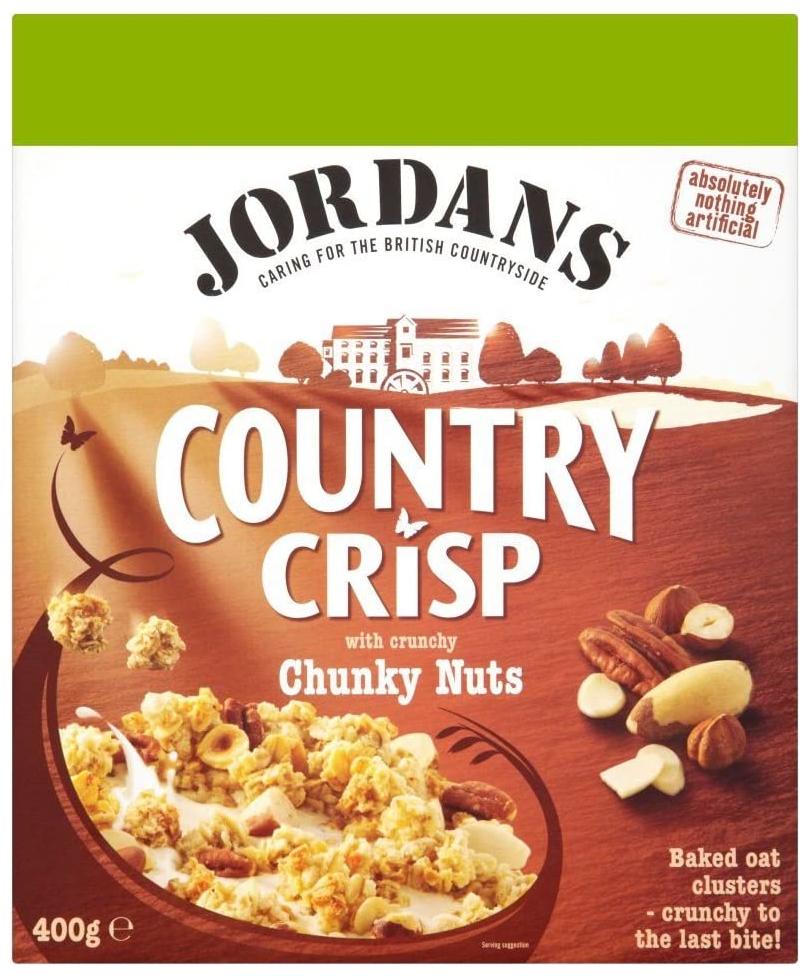 JORDANS
CARING FOR THE BRITISH COUNTRYSIDE
absolutely
nothing
artificial
COUNTRY
CRiSP
with crunchy
Chunky Nuts
Baked oat
clusters
- crunchy to
the last bite!
400g ℮
Serving suggestion